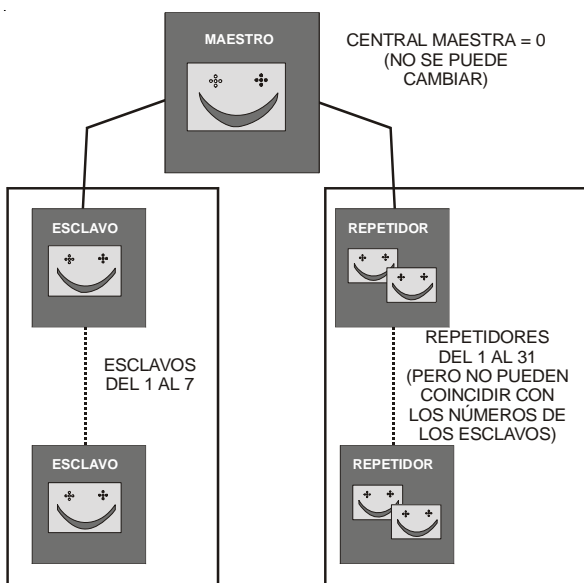 MAESTRO
CENTRAL MAESTRA = 0
(NO SE PUEDE
CAMBIAR)
ESCLAVO
REPETIDOR
ESCLAVOS
DEL 1 AL 7
REPETIDORES
DEL 1 AL 31
(PERO NO PUEDEN
COINCIDIR CON
LOS NÚMEROS DE
LOS ESCLAVOS)
ESCLAVO
REPETIDOR